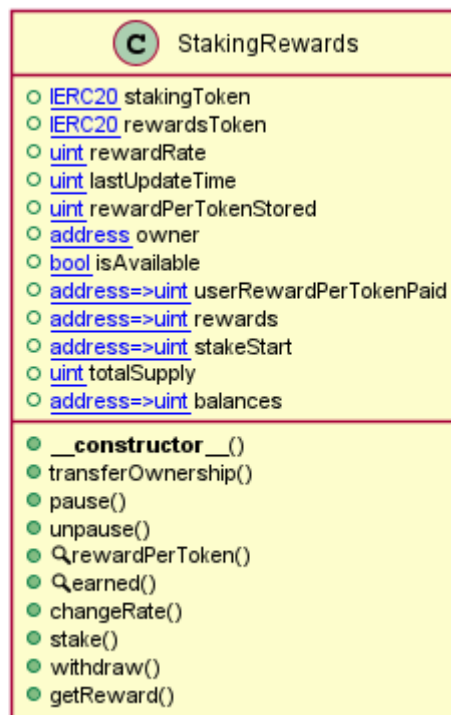 C StakingRewards
IERC20 stakingToken
IERC20 rewardsToken
uint rewardRate
uint lastUpdateTime
uint rewardPerTokenStored
address owner
bool isAvailable
address=>uint userRewardPerTokenPaid
address=>uint rewards
address=>uint stakeStart
uint totalSupply
address=>uint balances
__constructor__()
transferOwnership()
pause()
unpause()
rewardPerToken()
earned()
changeRate()
stake()
withdraw()
getReward()